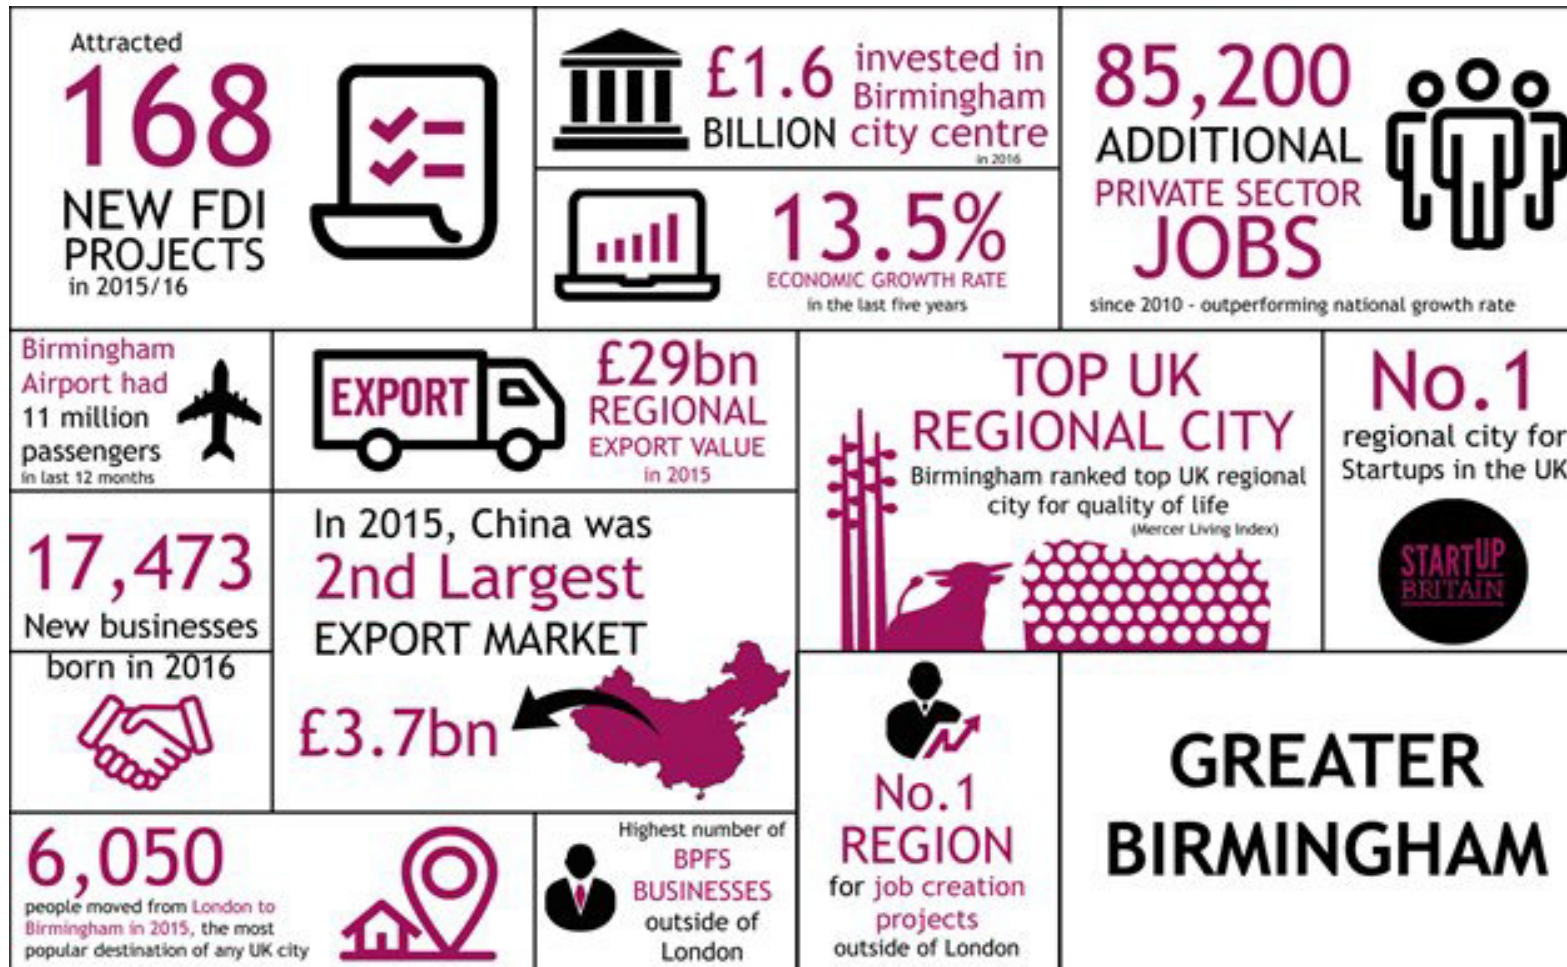 Attracted
168
NEW FDI
PROJECTS
in 2015/16
£1.6
BILLION
invested in
Birmingham
city centre
in 2016
13.5%
ECONOMIC GROWTH RATE
in the last five years
85,200
ADDITIONAL
PRIVATE SECTOR
JOBS
since 2010 - outperforming national growth rate
Birmingham
Airport had
11 million
passengers
in last 12 months
EXPORT
£29bn
REGIONAL
EXPORT VALUE
in 2015
TOP UK
REGIONAL CITY
Birmingham ranked top UK regional
city for quality of life
(Mercer Living Index)
No.1
regional city for
Startups in the UK
STARTUP
BRITAIN
17,473
New businesses
born in 2016
In 2015, China was
2nd Largest
EXPORT MARKET
£3.7bn
No.1
REGION
for job creation
projects
outside of London
GREATER
BIRMINGHAM
6,050
people moved from London to
Birmingham in 2015, the most
popular destination of any UK city
Highest number of
BPFS
BUSINESSES
outside of
London